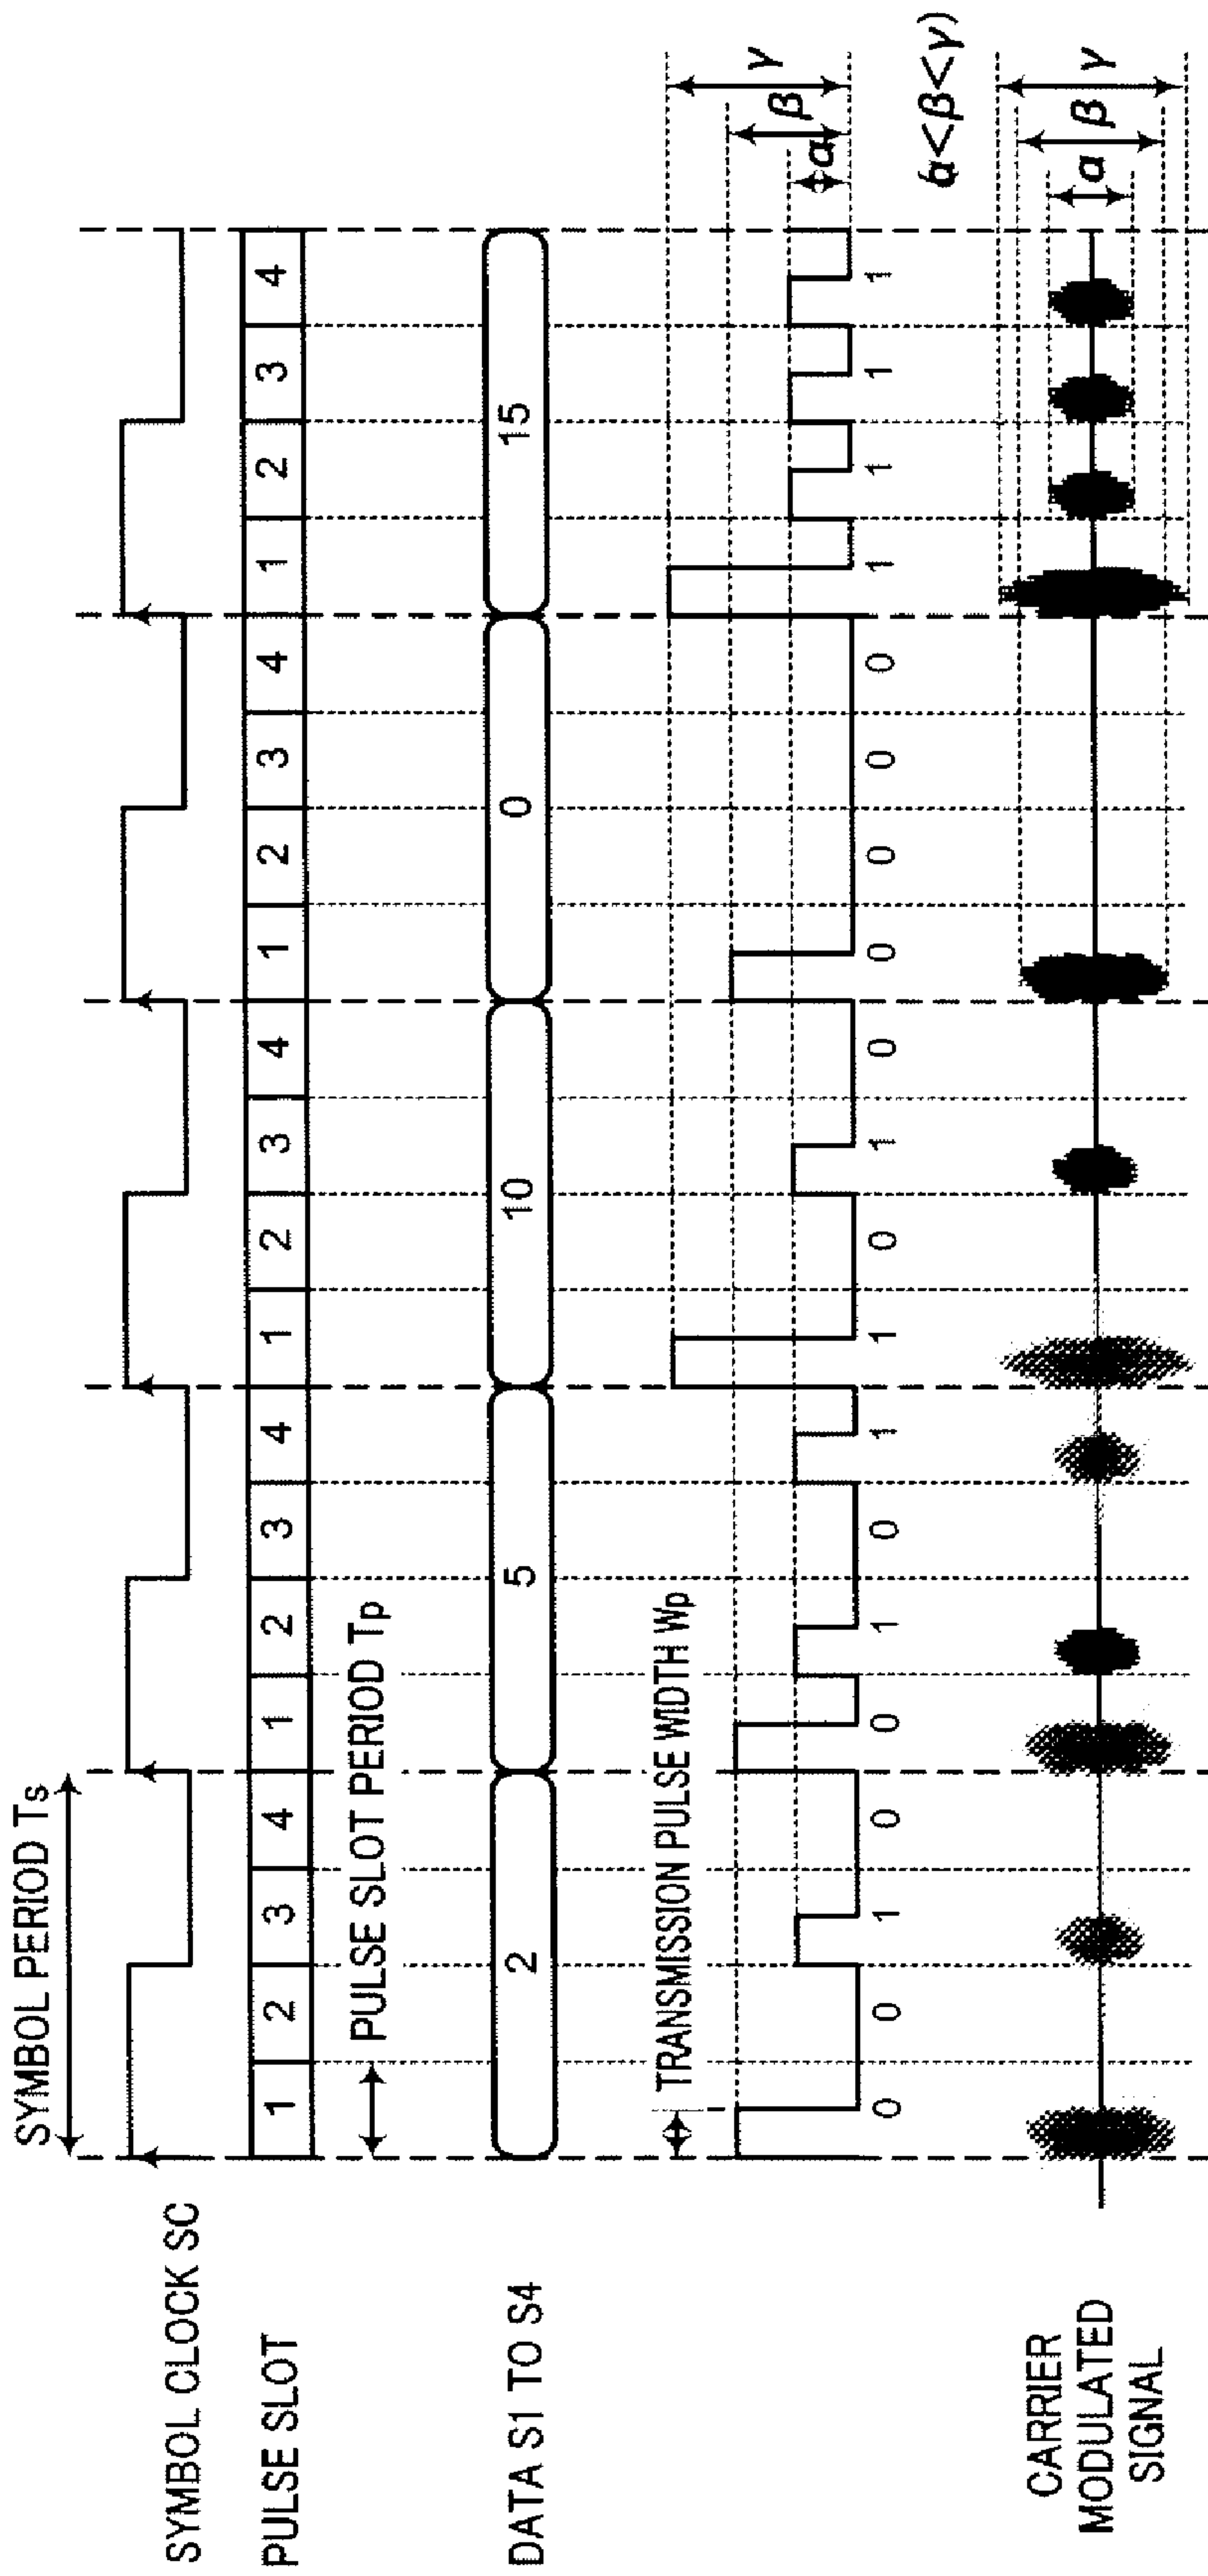 SYMBOL PERIOD Ts
SYMBOL CLOCK SC
PULSE SLOT
1 2 3 4 1 2 3 4 1 2 3 4 1 2 3 4 1 2 3 4
PULSE SLOT PERIOD Tp
DATA S1 TO S4
2 5 10 0 15
TRANSMISSION PULSE WIDTH Wp
α β γ
0 0 1 0 0 1 0 1 1 0 1 0 0 0 0 0 1 1 1 1
(α<β<γ)
CARRIER
MODULATED
SIGNAL
α β γ